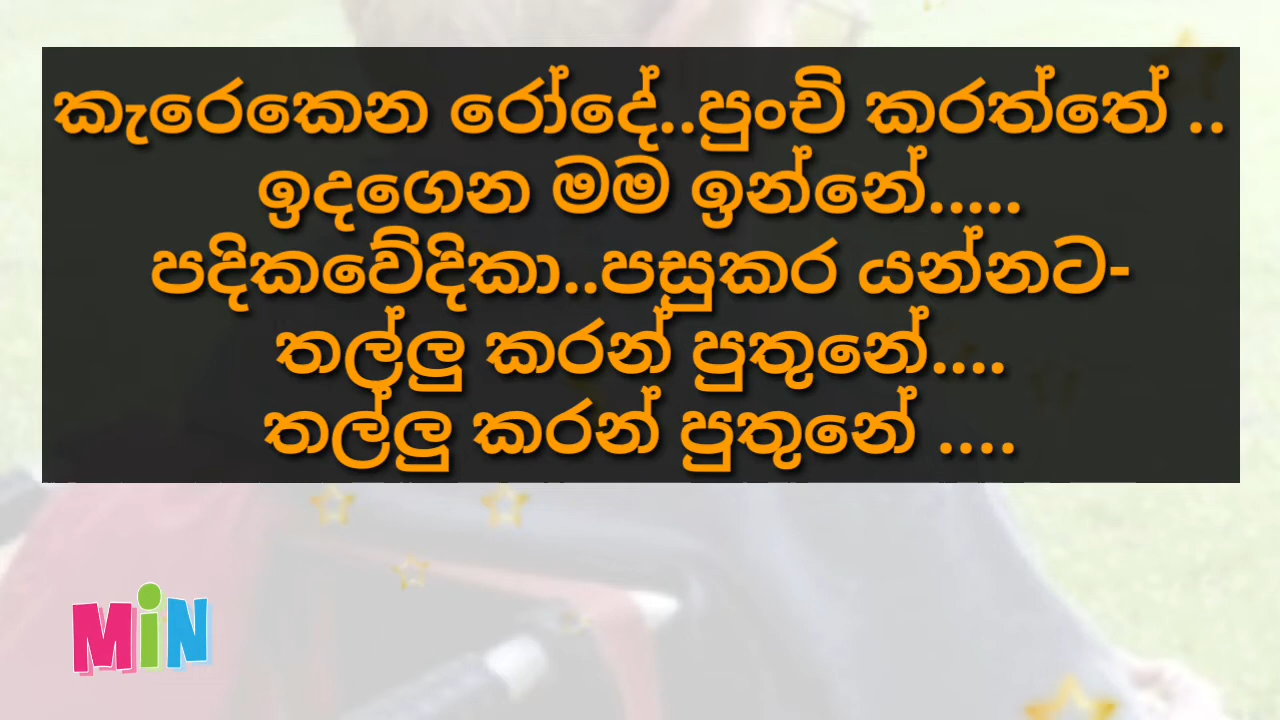 කැරෙකෙන රෝදේ..පුංචි කරත්තේ ..
ඉදගෙන මම ඉන්නේ.....
පදිකවේදිකා..පසුකර යන්නට-
තල්ලු කරන් පුතුනේ....
තල්ලු කරන් පුතුනේ ....
MiN